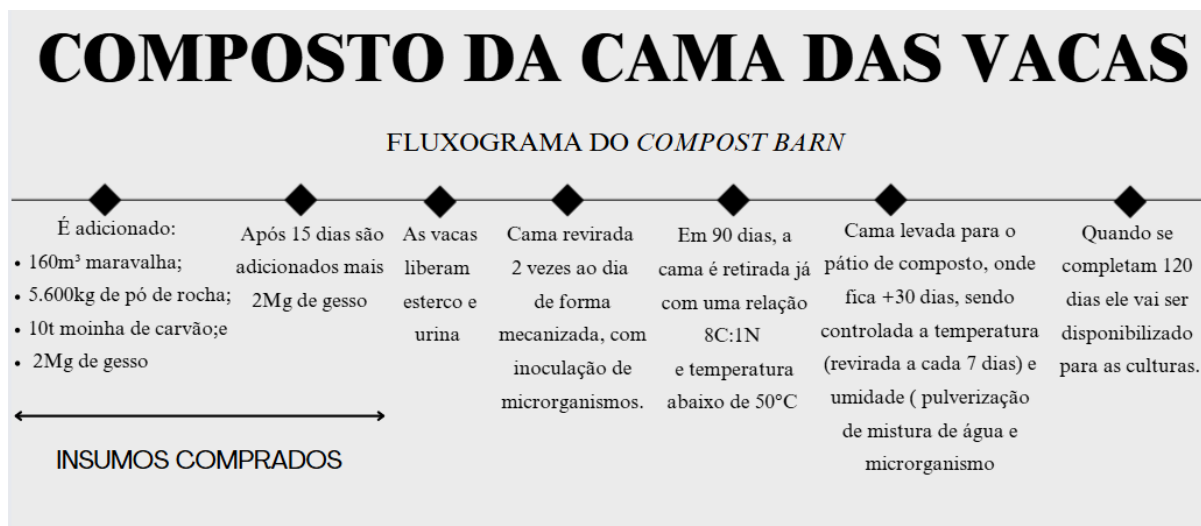 COMPOSTO DA CAMA DAS VACAS
FLUXOGRAMA DO COMPOST BARN
É adicionado:
• 160m³ maravalha;
• 5.600kg de pó de rocha;
• 10t moinha de carvão;e
• 2Mg de gesso
Após 15 dias são
adicionados mais
2Mg de gesso
As vacas
liberam
esterco e
urina
Cama revirada
2 vezes ao dia
de forma
mecanizada, com
inoculação de
microrganismos.
Em 90 dias, a
cama é retirada já
com uma relação
8C:1N
e temperatura
abaixo de 50°C
Cama levada para o
pátio de composto, onde
fica +30 dias, sendo
controlada a temperatura
(revirada a cada 7 dias) e
umidade ( pulverização
de mistura de água e
microrganismo
Quando se
completam 120
dias ele vai ser
disponibilizado
para as culturas.
INSUMOS COMPRADOS